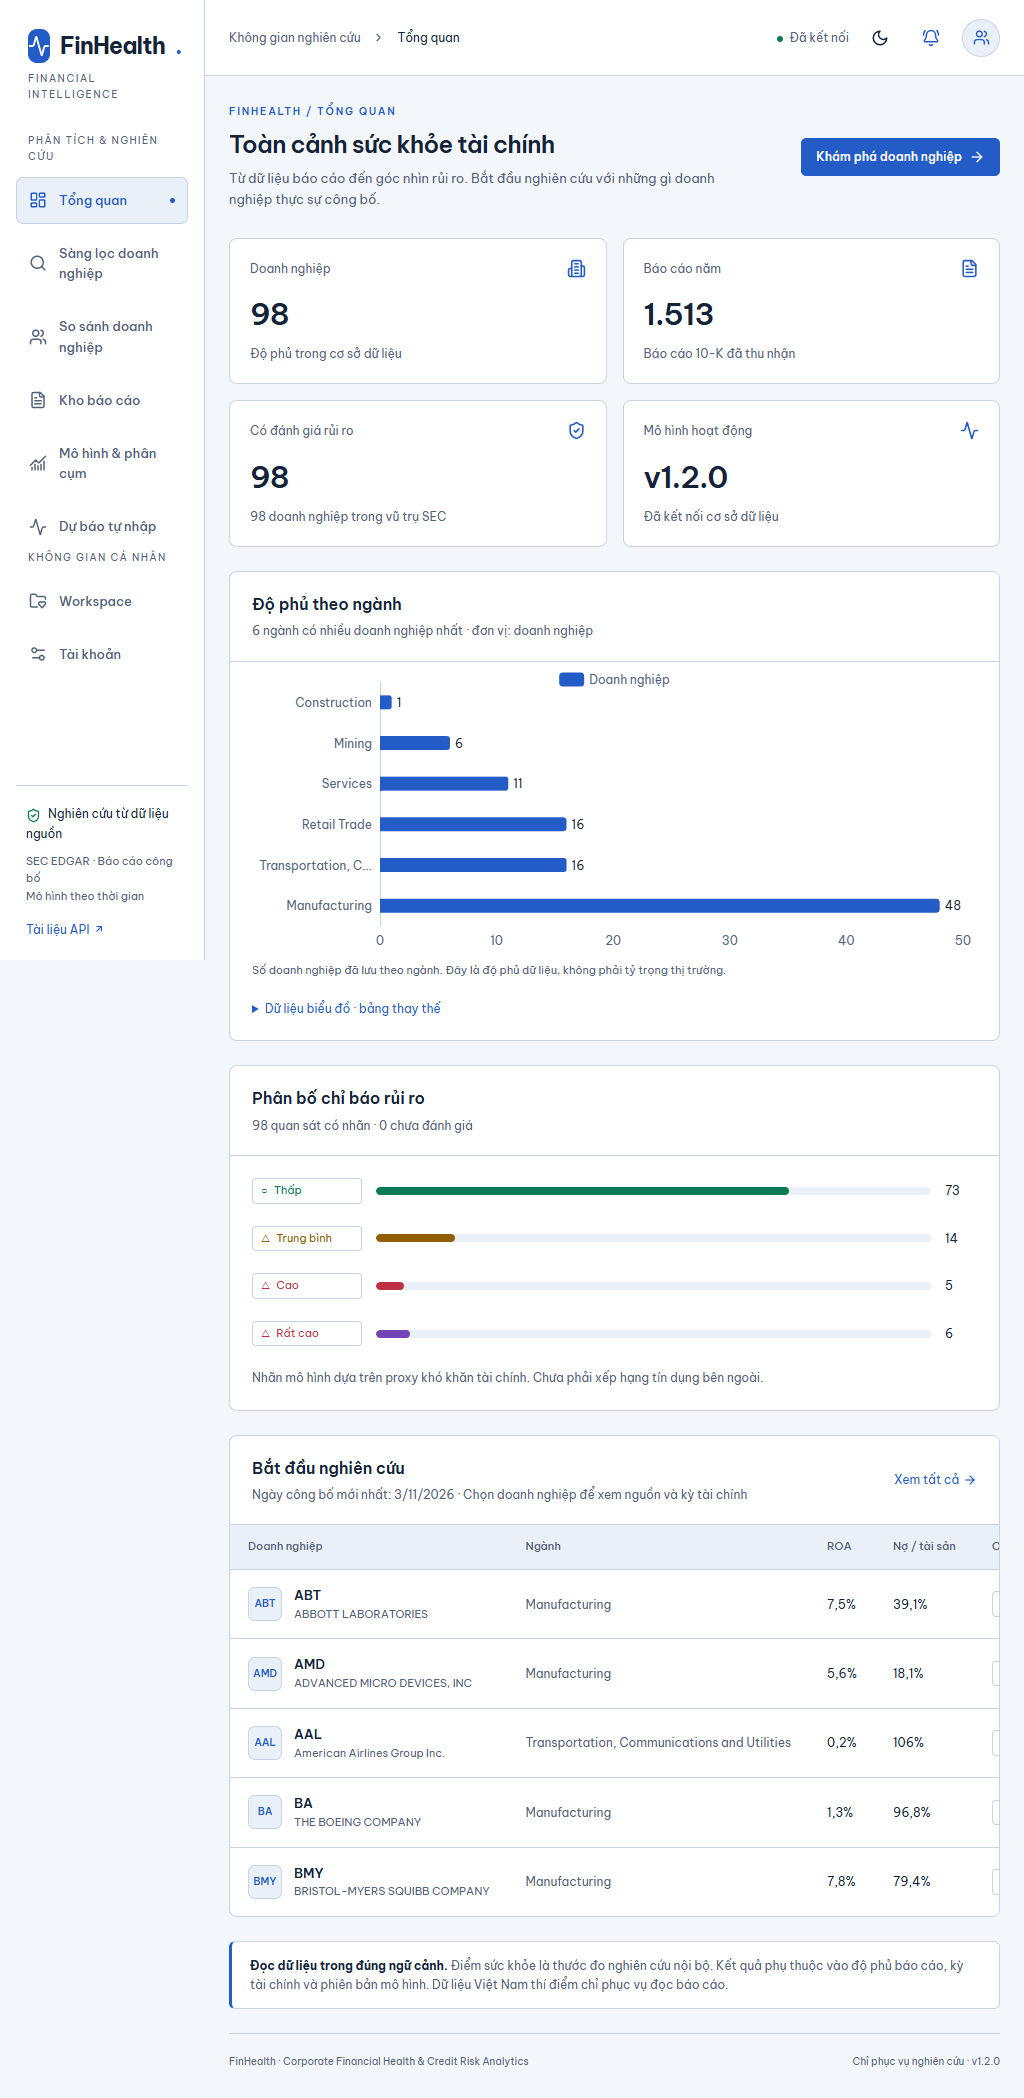 FinHealth .
FINANCIAL
INTELLIGENCE
PHÂN TÍCH & NGHIÊN
CỨU
Tổng quan
Sàng lọc doanh
nghiệp
So sánh doanh
nghiệp
Kho báo cáo
Mô hình & phân
cụm
Dự báo tự nhập
KHÔNG GIAN CÁ NHÂN
Workspace
Tài khoản
Nghiên cứu từ dữ liệu
nguồn
SEC EDGAR · Báo cáo công
bố
Mô hình theo thời gian
Tài liệu API
Không gian nghiên cứu
Tổng quan
Đã kết nối
FINHEALTH / TỔNG QUAN
Toàn cảnh sức khỏe tài chính
Từ dữ liệu báo cáo đến góc nhìn rủi ro. Bắt đầu nghiên cứu với những gì doanh
nghiệp thực sự công bố.
Khám phá doanh nghiệp
Doanh nghiệp
98
Độ phủ trong cơ sở dữ liệu
Báo cáo năm
1.513
Báo cáo 10-K đã thu nhận
Có đánh giá rủi ro
98
98 doanh nghiệp trong vũ trụ SEC
Mô hình hoạt động
v1.2.0
Đã kết nối cơ sở dữ liệu
Độ phủ theo ngành
6 ngành có nhiều doanh nghiệp nhất · đơn vị: doanh nghiệp
Doanh nghiệp
Construction 1
Mining 6
Services 11
Retail Trade 16
Transportation, C... 16
Manufacturing 48
0 10 20 30 40 50
Số doanh nghiệp đã lưu theo ngành. Đây là độ phủ dữ liệu, không phải tỷ trọng thị trường.
Dữ liệu biểu đồ · bảng thay thế
Phân bố chỉ báo rủi ro
98 quan sát có nhãn · 0 chưa đánh giá
Thấp 73
Trung bình 14
Cao 5
Rất cao 6
Nhãn mô hình dựa trên proxy khó khăn tài chính. Chưa phải xếp hạng tín dụng bên ngoài.
Bắt đầu nghiên cứu
Ngày công bố mới nhất: 3/11/2026 · Chọn doanh nghiệp để xem nguồn và kỳ tài chính
Xem tất cả
Doanh nghiệp Ngành ROA Nợ / tài sản
ABT ABT Manufacturing 7,5% 39,1%
ABBOTT LABORATORIES
AMD AMD Manufacturing 5,6% 18,1%
ADVANCED MICRO DEVICES, INC
AAL AAL Transportation, Communications and Utilities 0,2% 106%
American Airlines Group Inc.
BA BA Manufacturing 1,3% 96,8%
THE BOEING COMPANY
BMY BMY Manufacturing 7,8% 79,4%
BRISTOL-MYERS SQUIBB COMPANY
Đọc dữ liệu trong đúng ngữ cảnh. Điểm sức khỏe là thước đo nghiên cứu nội bộ. Kết quả phụ thuộc vào độ phủ báo cáo, kỳ
tài chính và phiên bản mô hình. Dữ liệu Việt Nam thí điểm chỉ phục vụ đọc báo cáo.
FinHealth · Corporate Financial Health & Credit Risk Analytics
Chỉ phục vụ nghiên cứu · v1.2.0